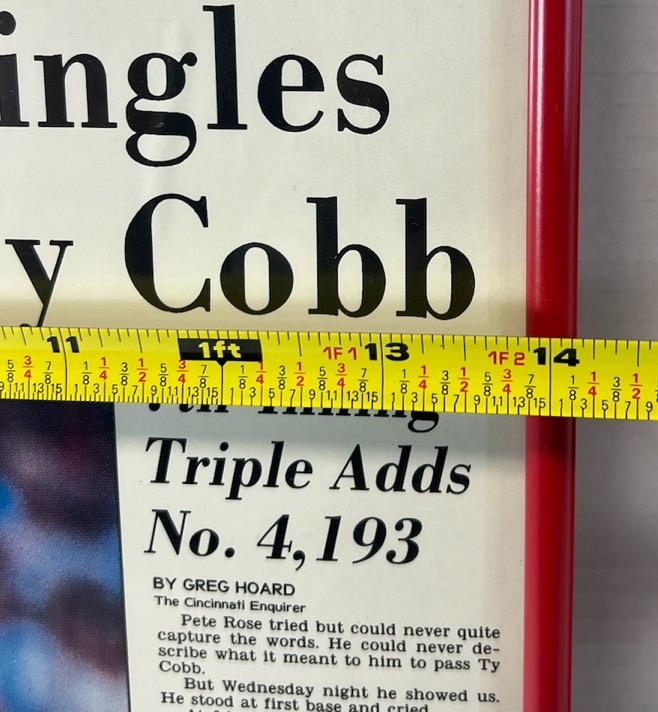 ingles
y Cobb
11 1ft 1F1 13 1F2 14
Triple Adds
No. 4,193
BY GREG HOARD
The Cincinnati Enquirer
Pete Rose tried but could never quite
capture the words. He could never de-
scribe what it meant to him to pass Ty
Cobb.
But Wednesday night he showed us.
He stood at first base and cried